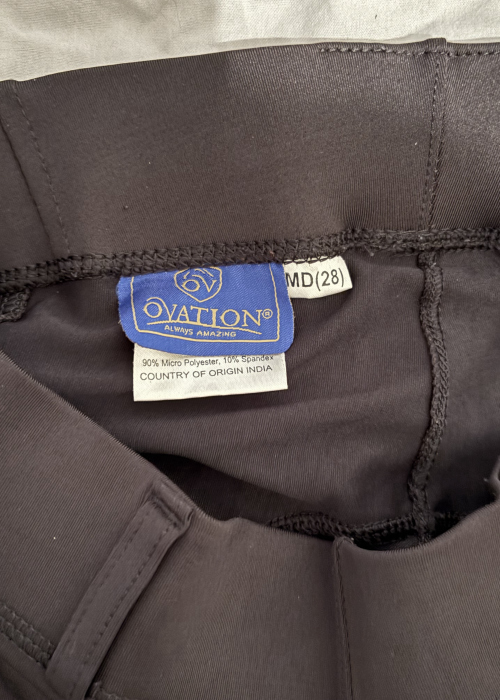 OV
MD(28)
OVATION®
ALWAYS AMAZING
90% Micro Polyester, 10% Spandex
COUNTRY OF ORIGIN INDIA